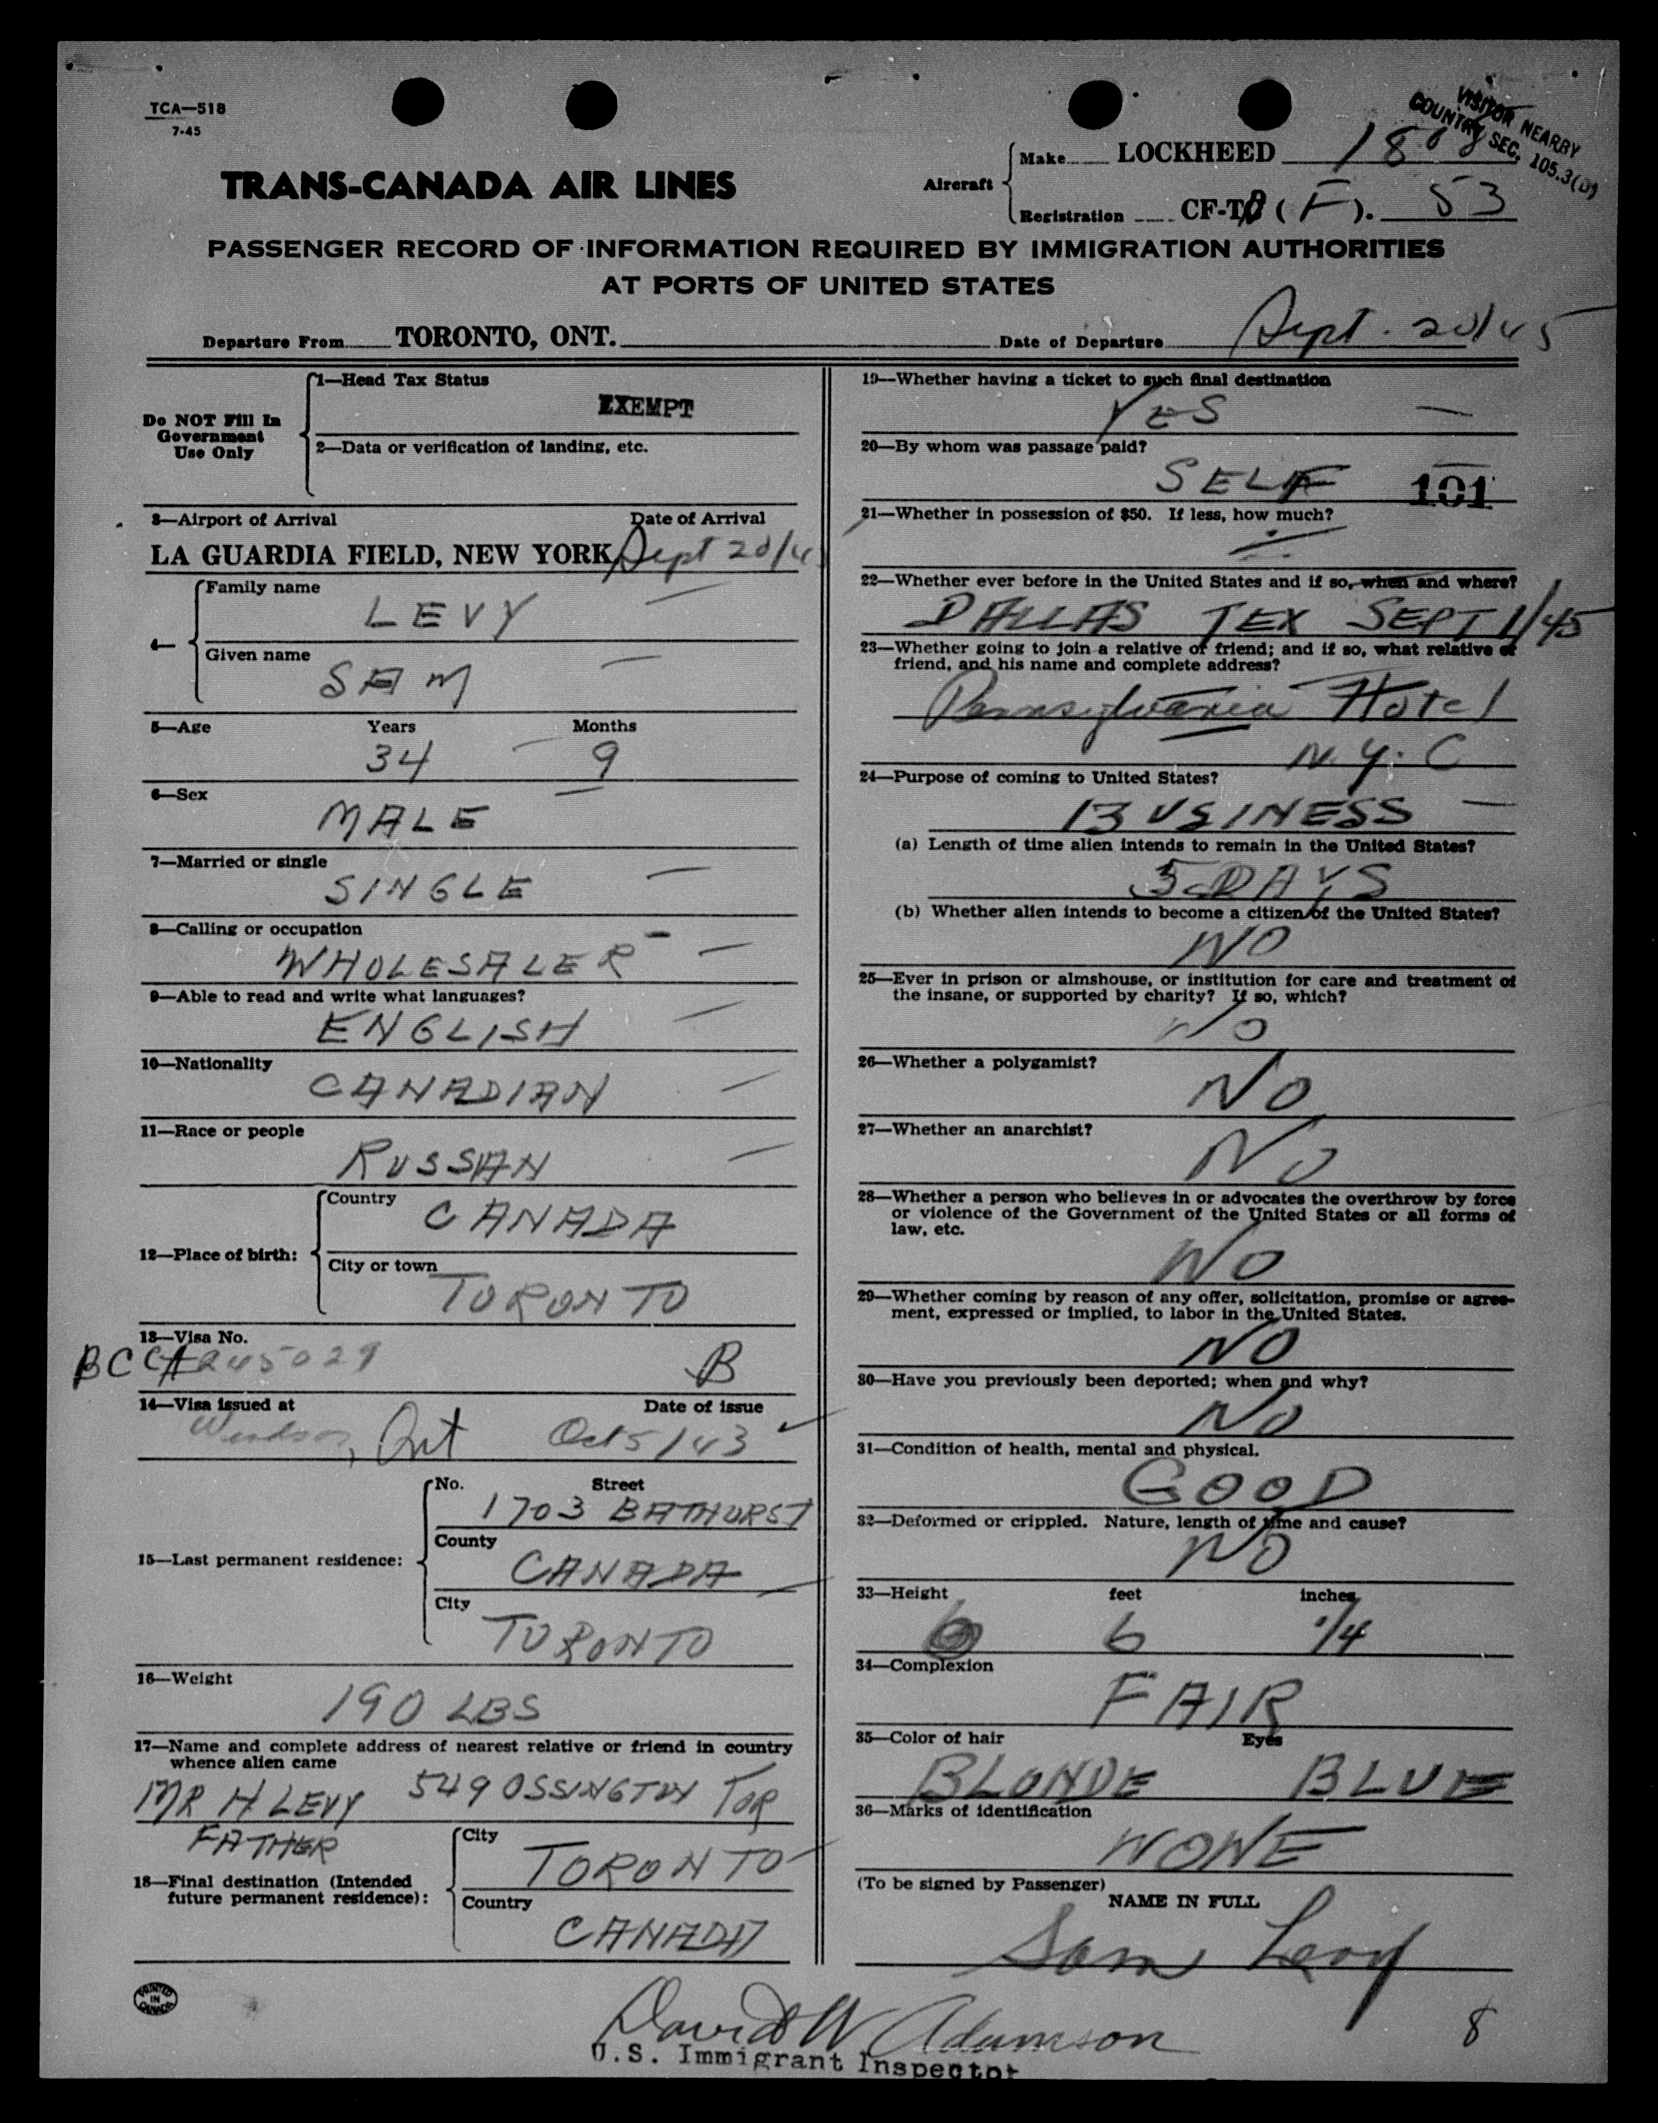 TCA—518
7-45
VISITOR NEARBY
COUNTRY SEC. 105.3(D)
TRANS-CANADA AIR LINES
Aircraft
Make LOCKHEED
Registration CF-T (F). 53
PASSENGER RECORD OF INFORMATION REQUIRED BY IMMIGRATION AUTHORITIES
AT PORTS OF UNITED STATES
Departure From TORONTO, ONT. Date of Departure Sept. 20/45
Do NOT Fill In
Government
Use Only
1—Head Tax Status
EXEMPT
2—Data or verification of landing, etc.
3—Airport of Arrival Date of Arrival
LA GUARDIA FIELD, NEW YORK, Sept 20/45
4—
Family name
LEVY
Given name
SAM
5—Age Years Months
34 9
6—Sex
MALE
7—Married or single
SINGLE
8—Calling or occupation
WHOLESALER
9—Able to read and write what languages?
ENGLISH
10—Nationality
CANADIAN
11—Race or people
RUSSAN
12—Place of birth:
Country
CANADA
City or town
TORONTO
13—Visa No.
BCC#245029 B
14—Visa issued at Date of issue
Windsor, Ont Oct 5/43
15—Last permanent residence:
No. Street
1703 BATHURST
County
CANADA
City
TORONTO
16—Weight
190 LBS
17—Name and complete address of nearest relative or friend in country
whence alien came
MR H LEVY 549 OSSINGTON TOR
FATHER
18—Final destination (Intended
future permanent residence):
City
TORONTO
Country
CANADA
PRINTED
IN
CANADA
19—Whether having a ticket to such final destination
YES
20—By whom was passage paid?
SELF 101
21—Whether in possession of $50. If less, how much?
22—Whether ever before in the United States and if so, when and where?
DALLAS TEX SEPT 1/45
23—Whether going to join a relative or friend; and if so, what relative or
friend, and his name and complete address?
Pennsylvania Hotel
N.Y.C
24—Purpose of coming to United States?
BUSINESS
(a) Length of time alien intends to remain in the United States?
5 DAYS
(b) Whether alien intends to become a citizen of the United States?
NO
25—Ever in prison or almshouse, or institution for care and treatment of
the insane, or supported by charity? If so, which?
NO
26—Whether a polygamist?
NO
27—Whether an anarchist?
NO
28—Whether a person who believes in or advocates the overthrow by force
or violence of the Government of the United States or all forms of
law, etc.
NO
29—Whether coming by reason of any offer, solicitation, promise or agree-
ment, expressed or implied, to labor in the United States.
NO
30—Have you previously been deported; when and why?
NO
31—Condition of health, mental and physical.
GOOD
32—Deformed or crippled. Nature, length of time and cause?
NO
33—Height feet inches
6 1/4
34—Complexion
FAIR
35—Color of hair Eyes
BLONDE BLUE
36—Marks of identification
NONE
(To be signed by Passenger)
NAME IN FULL
Sam Levy
David W Adamson
U.S. Immigrant Inspector
8